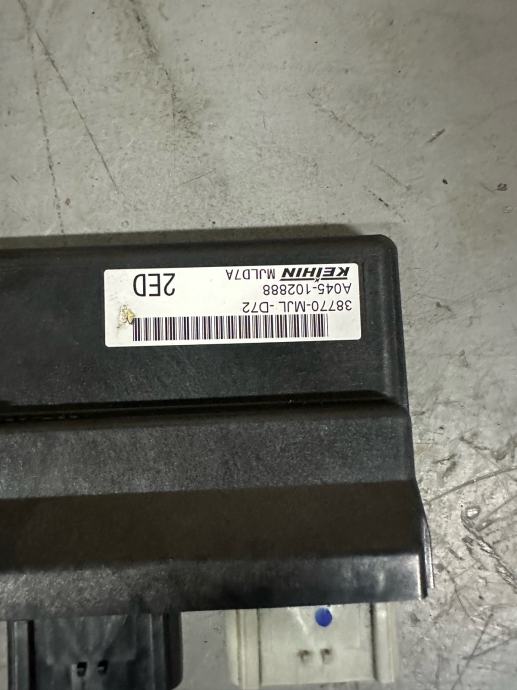 38770-MJL -D72
A045-102888
KEIHIN MJLD7A
2ED